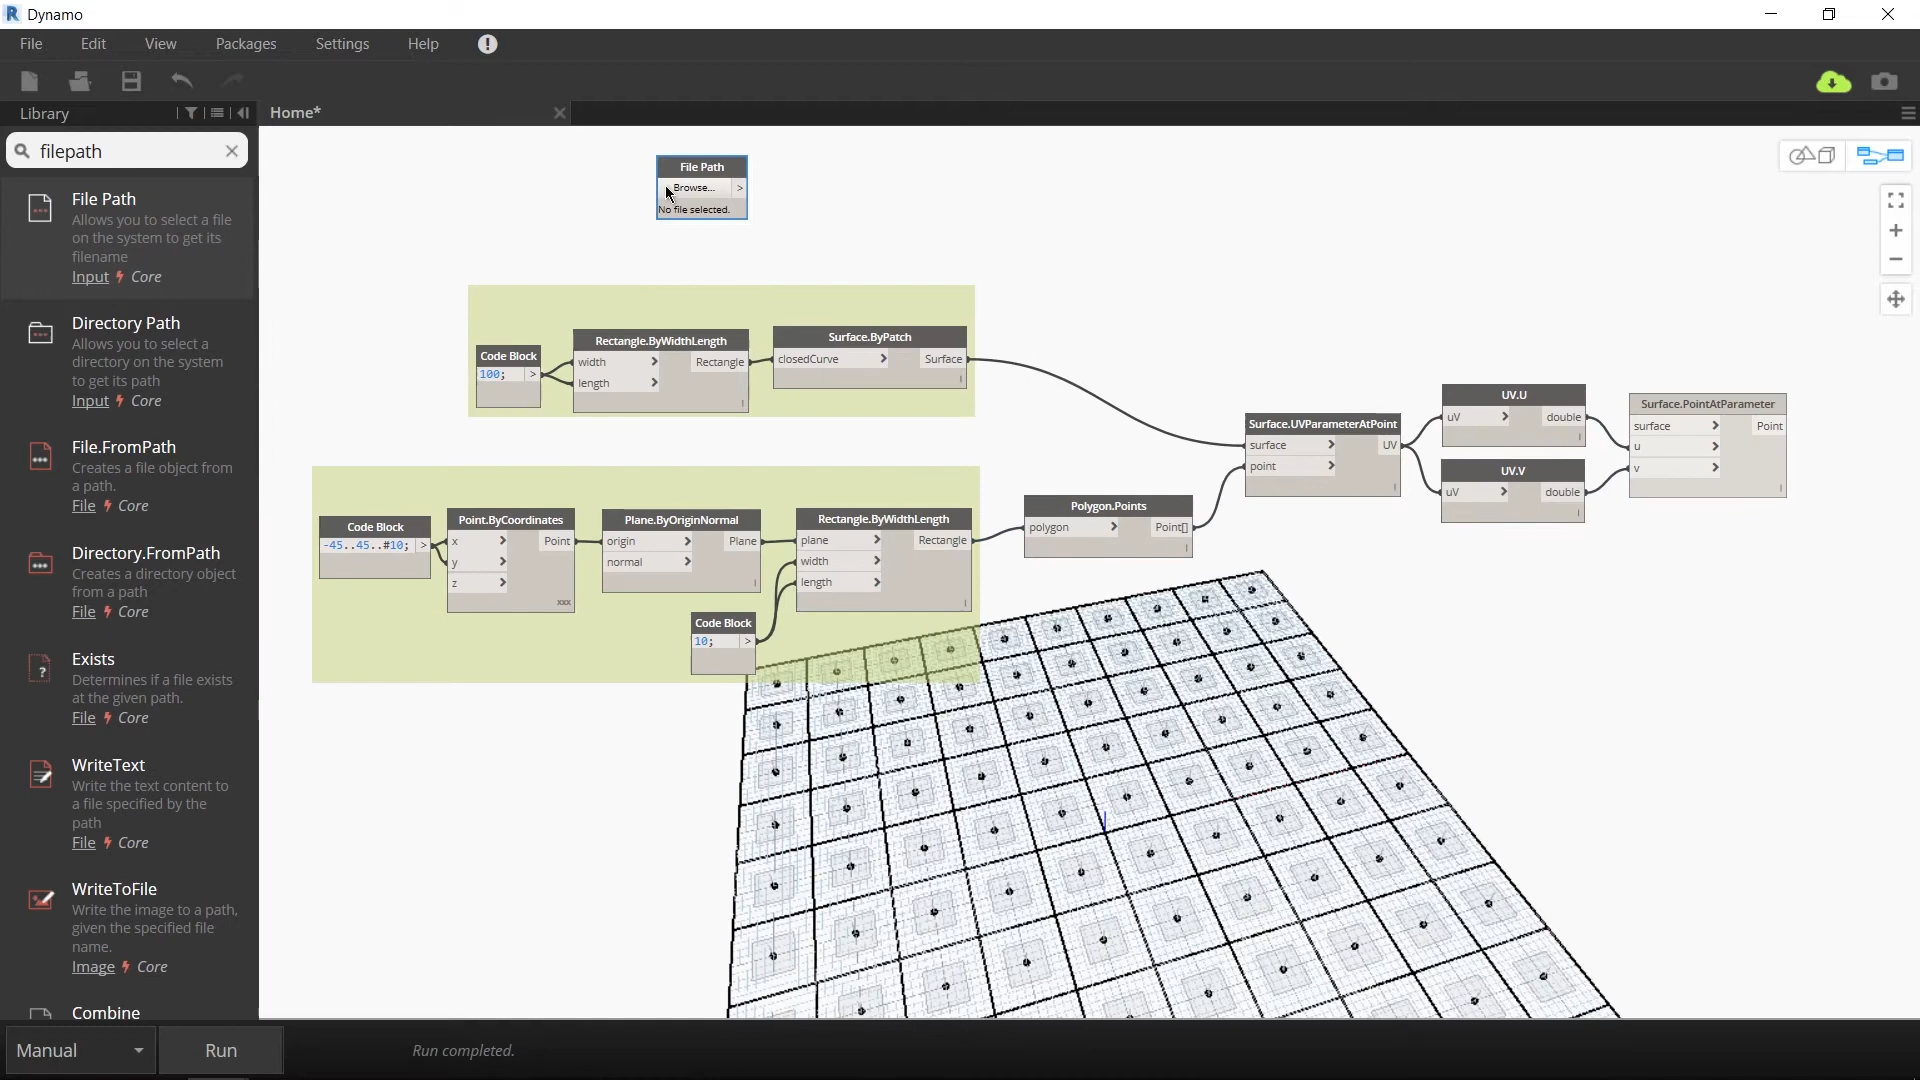 R Dynamo
File Edit View Packages Settings Help !
Library
Home*
filepath
File Path
Allows you to select a file
on the system to get its
filename
Input Core
Directory Path
Allows you to select a
directory on the system
to get its path
Input Core
File.FromPath
Creates a file object from
a path.
File Core
Directory.FromPath
Creates a directory object
from a path
File Core
Exists
Determines if a file exists
at the given path.
File Core
WriteText
Write the text content to
a file specified by the
path
File Core
WriteToFile
Write the image to a path,
given the specified file
name.
Image Core
Combine
File Path
Browse... >
No file selected.
Code Block
100; >
Rectangle.ByWidthLength
width > Rectangle
length >
Surface.ByPatch
closedCurve > Surface
Code Block
-45..45..#10; >
Point.ByCoordinates
x > Point
y >
z >
xxx
Plane.ByOriginNormal
origin > Plane
normal >
Rectangle.ByWidthLength
plane > Rectangle
width >
length >
Code Block
10; >
Polygon.Points
polygon > Point[]
Surface.UVParameterAtPoint
surface > UV
point >
UV.U
uV > double
UV.V
uV > double
Surface.PointAtParameter
surface > Point
u >
v >
Manual Run Run completed.